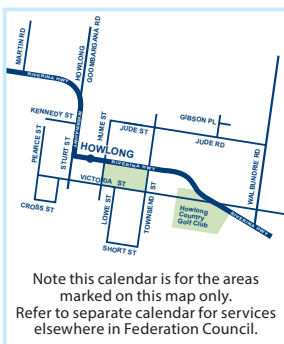 MARTIN RD
HOWLONG
GOOMBARGANA RD
RIVERINA HWY
KENNEDY ST
STURT ST
HUME ST
JUDE ST
GIBSON PL
JUDE RD
WALBUNDRIE RD
PEARCE ST
HOWLONG
RIVERINA HWY
VICTORIA ST
CROSS ST
LOWE ST
TOWNSEND ST
SHORT ST
Howlong
Country
Golf Club
RIVERINA HWY
Note this calendar is for the areas
marked on this map only.
Refer to separate calendar for services
elsewhere in Federation Council.